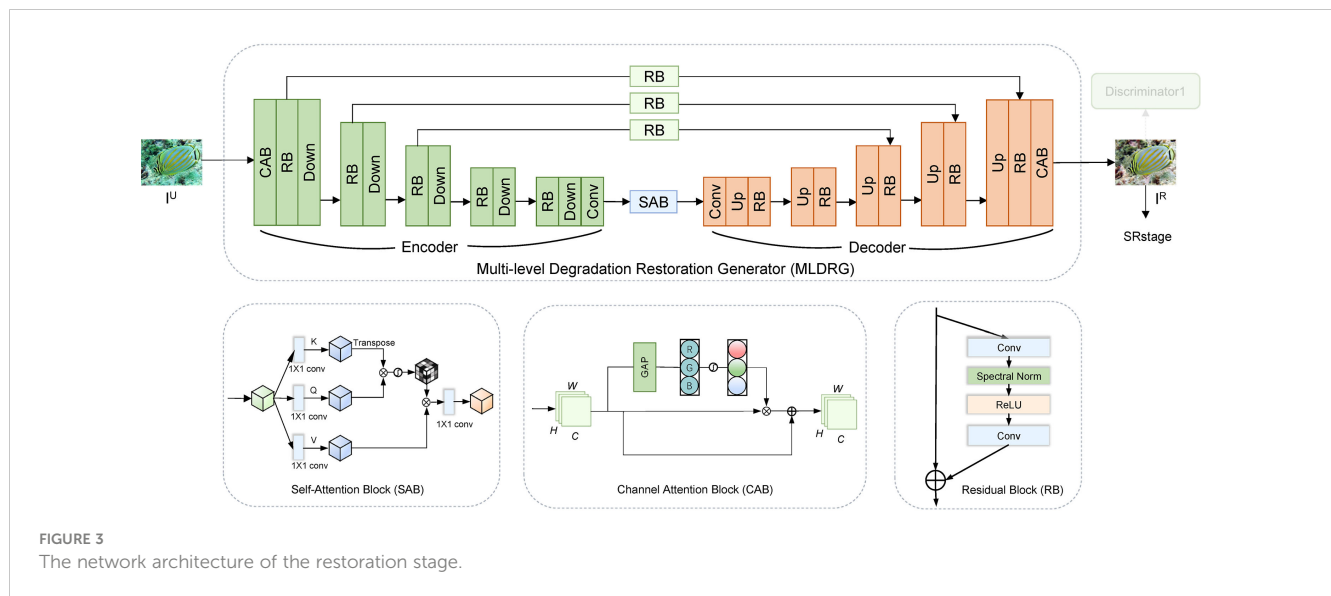 RB
RB
RB
Discriminator1
CAB
RB
Down
RB
Down
RB
Down
RB
Down
RB
Down
Conv
SAB
Conv
Up
RB
Up
RB
Up
RB
Up
RB
Up
RB
CAB
I^U
I^R
SRstage
Encoder
Decoder
Multi-level Degradation Restoration Generator (MLDRG)
K
Transpose
1X1 conv
Q
1X1 conv
V
1X1 conv
1X1 conv
Self-Attention Block (SAB)
GAP
R
G
B
W
H
C
W
H
C
Channel Attention Block (CAB)
Conv
Spectral Norm
ReLU
Conv
Residual Block (RB)
FIGURE 3
The network architecture of the restoration stage.